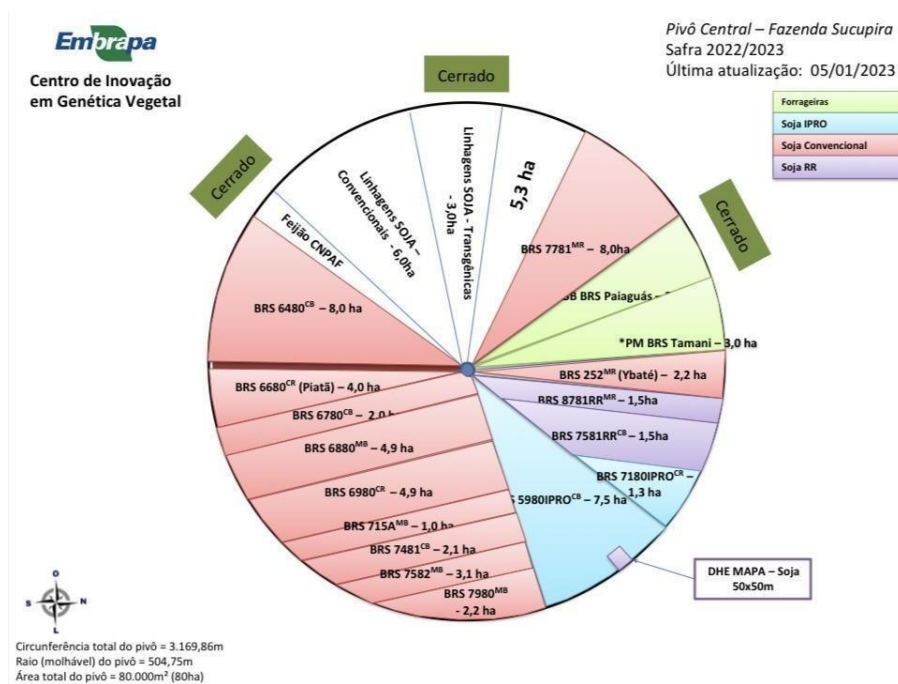 Embrapa
Centro de Inovação
em Genética Vegetal
Pivô Central – Fazenda Sucupira
Safra 2022/2023
Última atualização: 05/01/2023
Forrageiras
Soja IPRO
Soja Convencional
Soja RR
Cerrado
Cerrado
Cerrado
Feijão CNPAF
Linhagens SOJA –
Convencionais - 6,0ha
Linhagens SOJA - Transgênicas
- 3,0ha
5,3 ha
BRS 7781MR – 8,0ha
BRS Paiaguás –
*PM BRS Tamani – 3,0 ha
BRS 252MR (Ybaté) – 2,2 ha
BRS 8781RRMR – 1,5ha
BRS 7581RRCB – 1,5ha
BRS 7180IPROCR –
1,3 ha
5980IPROCB – 7,5 ha
BRS 6480CB – 8,0 ha
BRS 6680CR (Piatã) – 4,0 ha
BRS 6780CB – 2,0 ha
BRS 6880MB – 4,9 ha
BRS 6980CR – 4,9 ha
BRS 715AMB – 1,0 ha
BRS 7481CB – 2,1 ha
BRS 7582MB – 3,1 ha
BRS 7980MB
- 2,2 ha
DHE MAPA – Soja
50x50m
O
S N
L
Circunferência total do pivô = 3.169,86m
Raio (molhável) do pivô = 504,75m
Área total do pivô = 80.000m² (80ha)